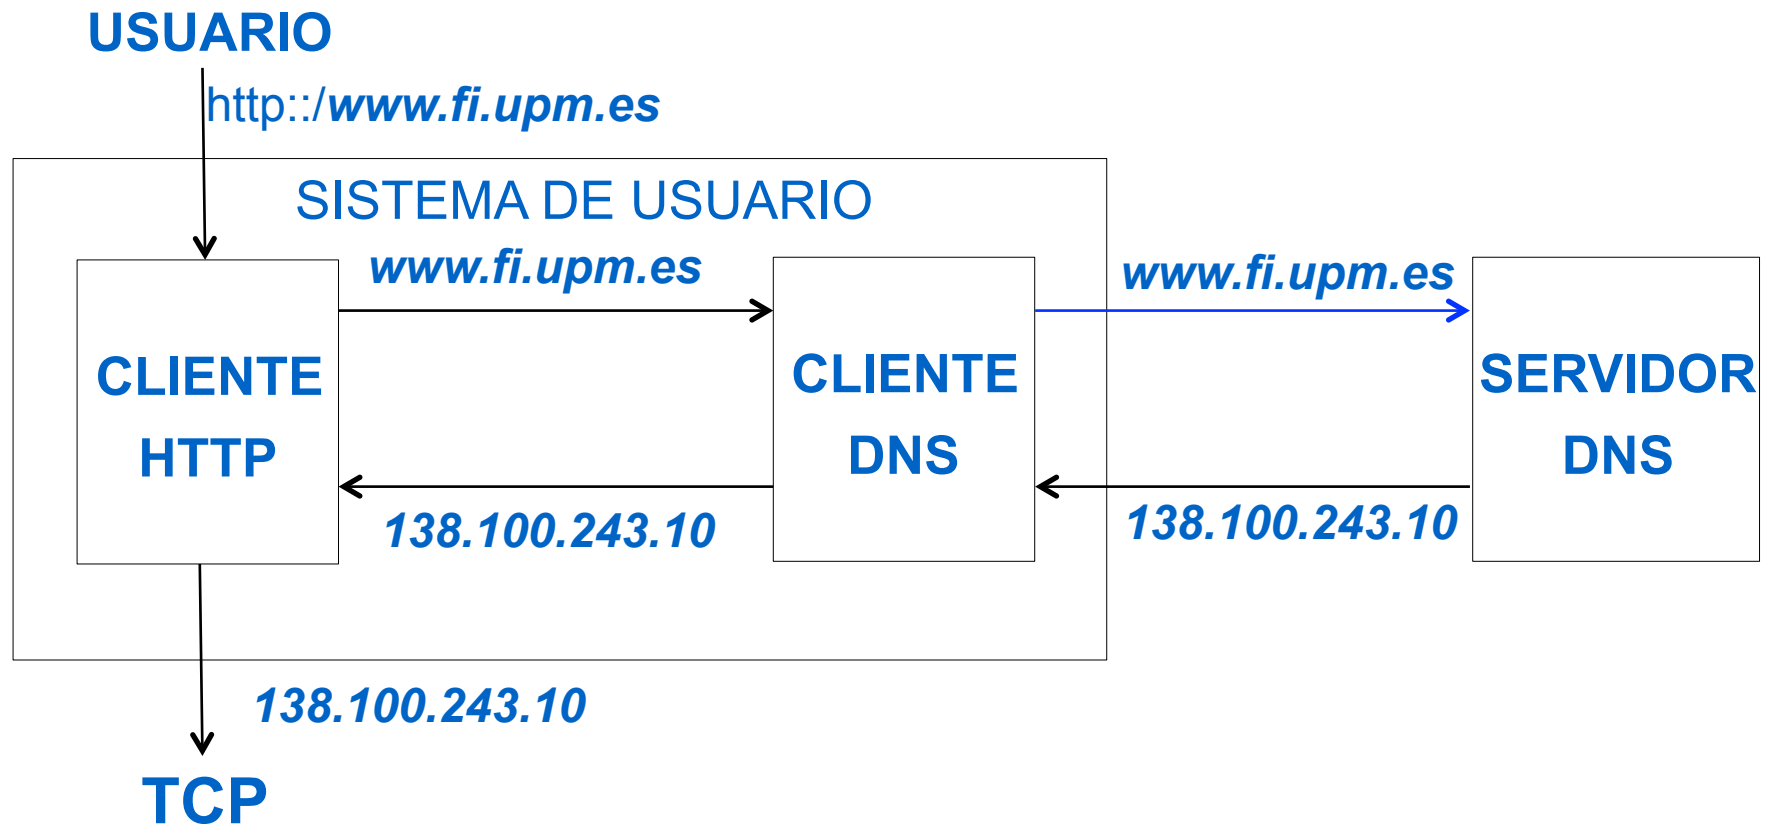 USUARIO
http::/www.fi.upm.es
SISTEMA DE USUARIO
www.fi.upm.es
www.fi.upm.es
CLIENTE
HTTP
CLIENTE
DNS
SERVIDOR
DNS
138.100.243.10
138.100.243.10
138.100.243.10
TCP